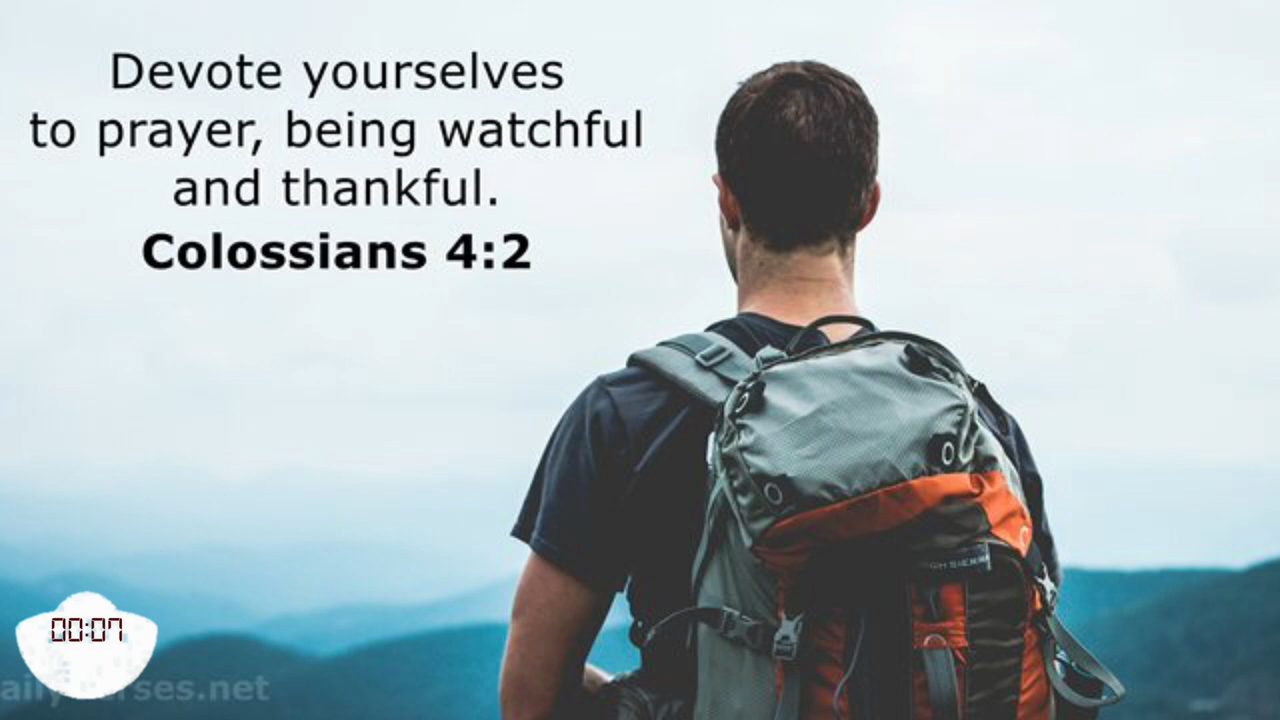 Devote yourselves
to prayer, being watchful
and thankful.
Colossians 4:2
00:07